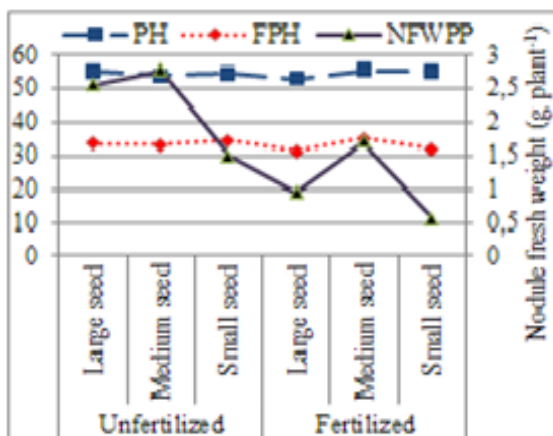 PH FPH NFWPP
60
50
40
30
20
10
0
3
2,5
2
1,5
1
0,5
0
Nodule fresh weight (g. plant⁻¹)
Large seed
Medium seed
Small seed
Large seed
Medium seed
Small seed
Unfertilized
Fertilized